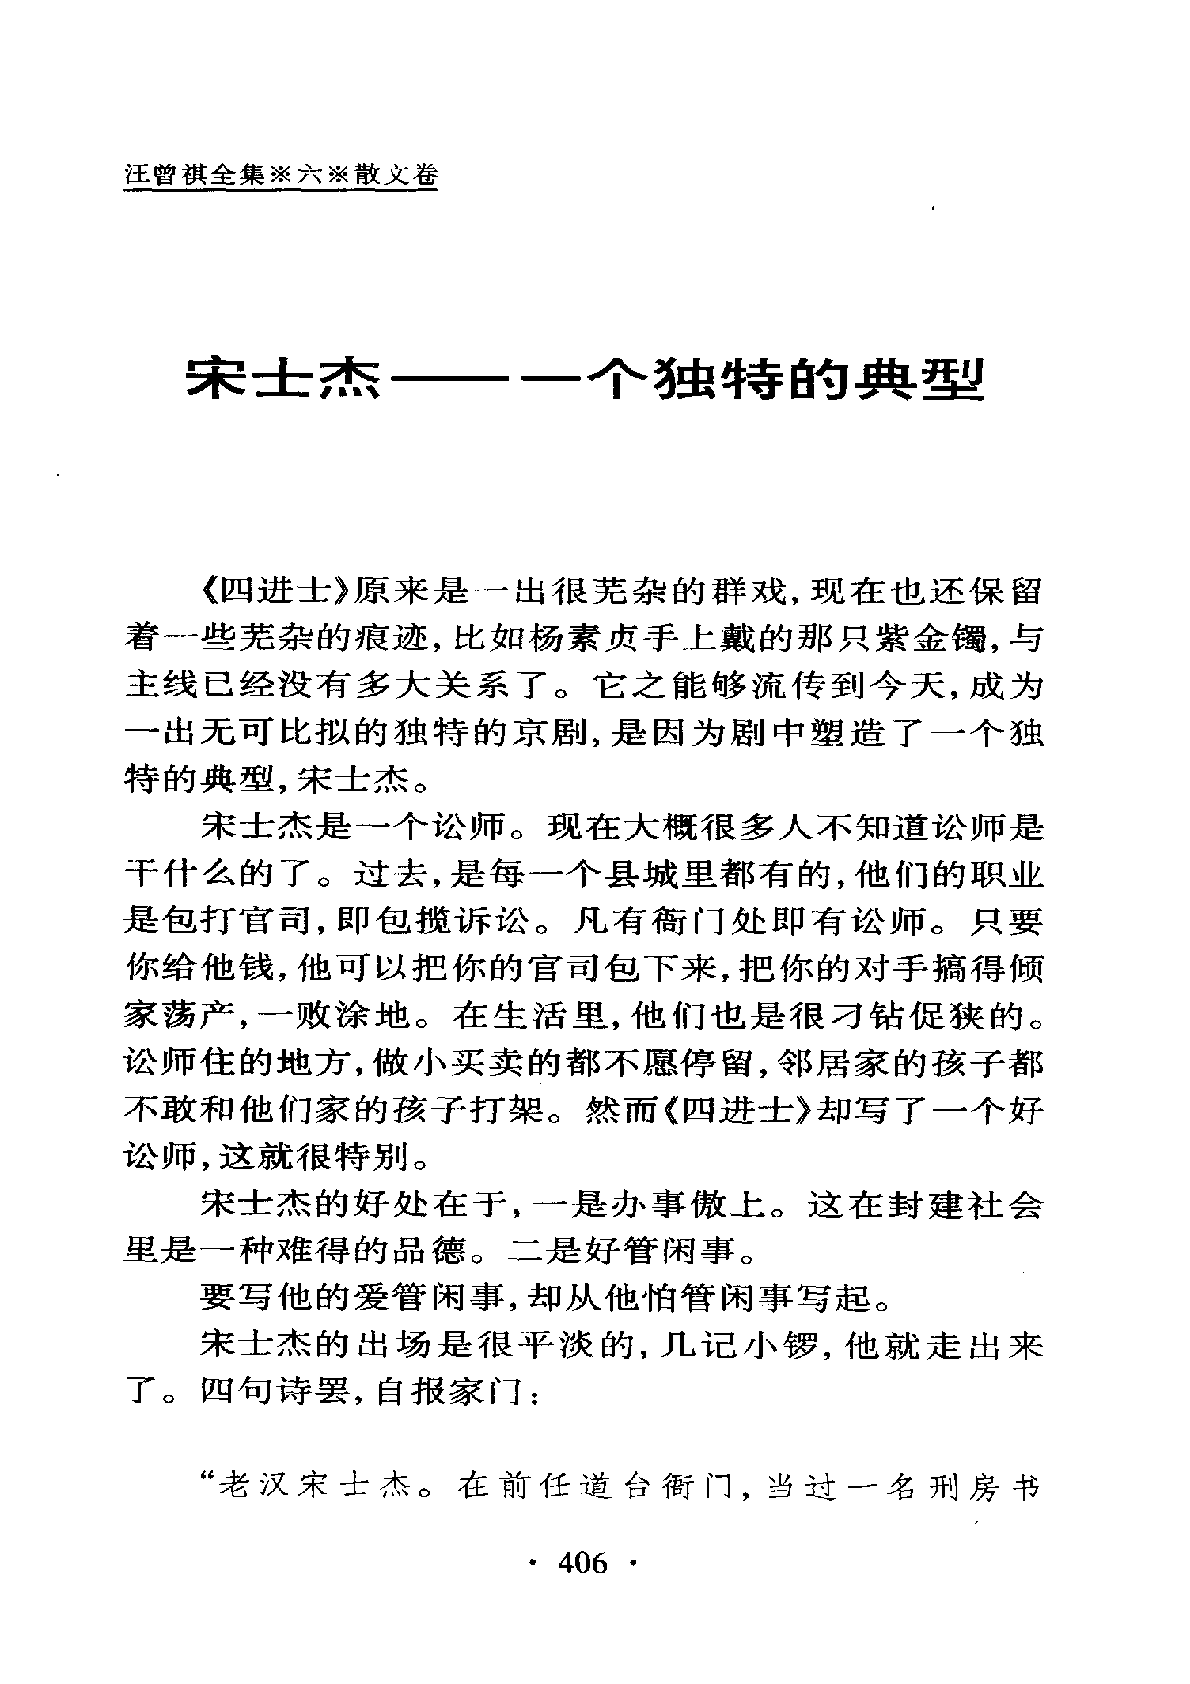 汪曾祺全集※六※散文卷
宋士杰——一个独特的典型
《四进士》原来是一出很芜杂的群戏,现在也还保留
着一些芜杂的痕迹,比如杨素贞手上戴的那只紫金镯,与
主线已经没有多大关系了。它之能够流传到今天,成为
一出无可比拟的独特的京剧,是因为剧中塑造了一个独
特的典型,宋士杰。
宋士杰是一个讼师。现在大概很多人不知道讼师是
干什么的了。过去,是每一个县城里都有的,他们的职业
是包打官司,即包揽诉讼。凡有衙门处即有讼师。只要
你给他钱,他可以把你的官司包下来,把你的对手搞得倾
家荡产,一败涂地。在生活里,他们也是很刁钻促狭的。
讼师住的地方,做小买卖的都不愿停留,邻居家的孩子都
不敢和他们家的孩子打架。然而《四进士》却写了一个好
讼师,这就很特别。
宋士杰的好处在于,一是办事傲上。这在封建社会
里是一种难得的品德。二是好管闲事。
要写他的爱管闲事,却从他怕管闲事写起。
宋士杰的出场是很平淡的,几记小锣,他就走出来
了。四句诗罢,自报家门:
“老汉宋士杰。在前任道台衙门,当过一名刑房书
· 406 ·